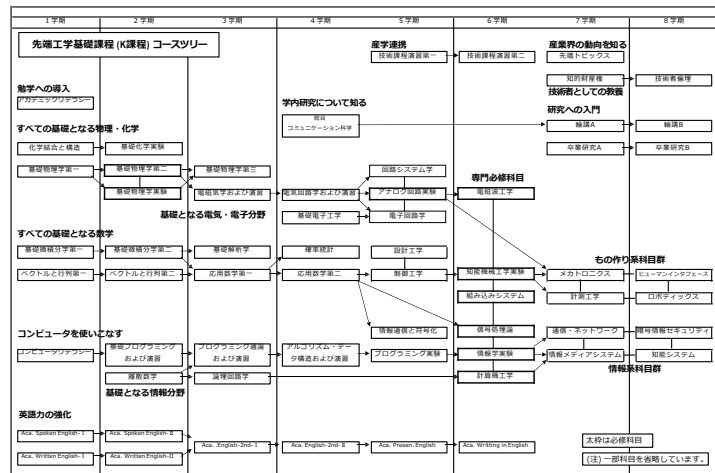 1 学期 2 学期 3 学期 4 学期 5 学期 6 学期 7 学期 8 学期
先端工学基礎課程 (K課程) コースツリー
産学連携
技術課程演習第一
技術課程演習第二
産業界の動向を知る
先端トピックス
知的財産権
技術者倫理
技術者としての教養
勉学への導入
アカデミックリテラシー
学内研究について知る
総合
コミュニケーション科学
研究への入門
輪講A
輪講B
すべての基礎となる物理・化学
化学結合と構造
基礎化学実験
卒業研究A
卒業研究B
基礎物理学第一
基礎物理学第二
基礎物理学第三
回路システム学
専門必修科目
基礎物理学実験
電磁気学および演習
電気回路学および演習
アナログ回路実験
電磁波工学
基礎となる電気・電子分野
基礎電子工学
電子回路学
すべての基礎となる数学
基礎微積分学第一
基礎微積分学第二
基礎解析学
確率統計
設計工学
もの作り系科目群
ベクトルと行列第一
ベクトルと行列第二
応用数学第一
応用数学第二
制御工学
知能機械工学実験
メカトロニクス
ヒューマンインタフェース
組み込みシステム
計測工学
ロボティックス
コンピュータを使いこなす
情報通信と符号化
信号処理論
通信・ネットワーク
暗号情報セキュリティ
コンピュータリテラシー
基礎プログラミング
および演習
プログラミング通論
および演習
アルゴリズム・デー
タ構造および演習
プログラミング実験
情報学実験
情報メディアシステム
知能システム
離散数学
論理回路学
計算機工学
情報系科目群
基礎となる情報分野
英語力の強化
Aca. Spoken English- I
Aca. Spoken English- II
Aca. .English-2nd- I
Aca. English-2nd- II
Aca. Presen. English
Aca. Writting in English
Aca. Written English- I
Aca. Written English-II
太枠は必修科目
(注) 一部科目を省略しています。